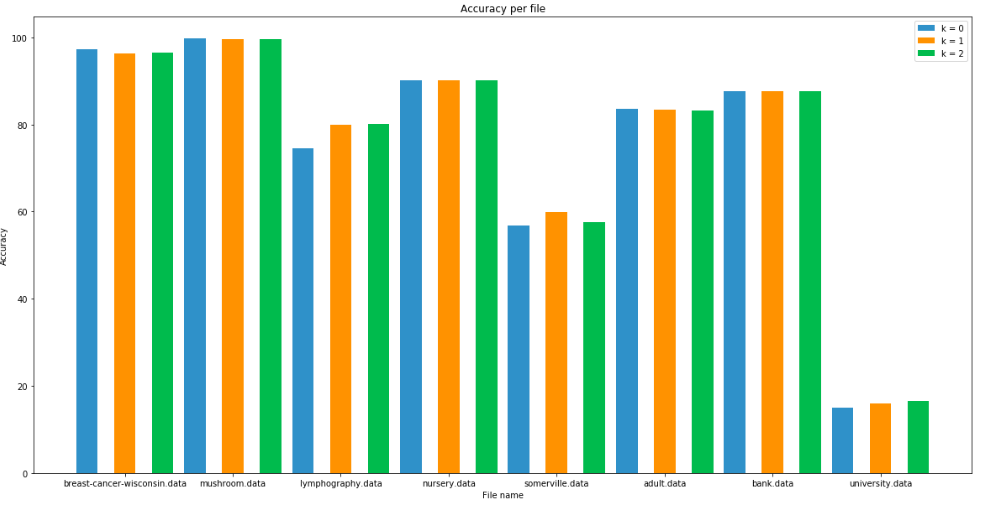 Accuracy per file
k = 0
k = 1
k = 2
100
80
60
40
20
0
Accuracy
breast-cancer-wisconsin.data mushroom.data lymphography.data nursery.data somerville.data adult.data bank.data university.data
File name